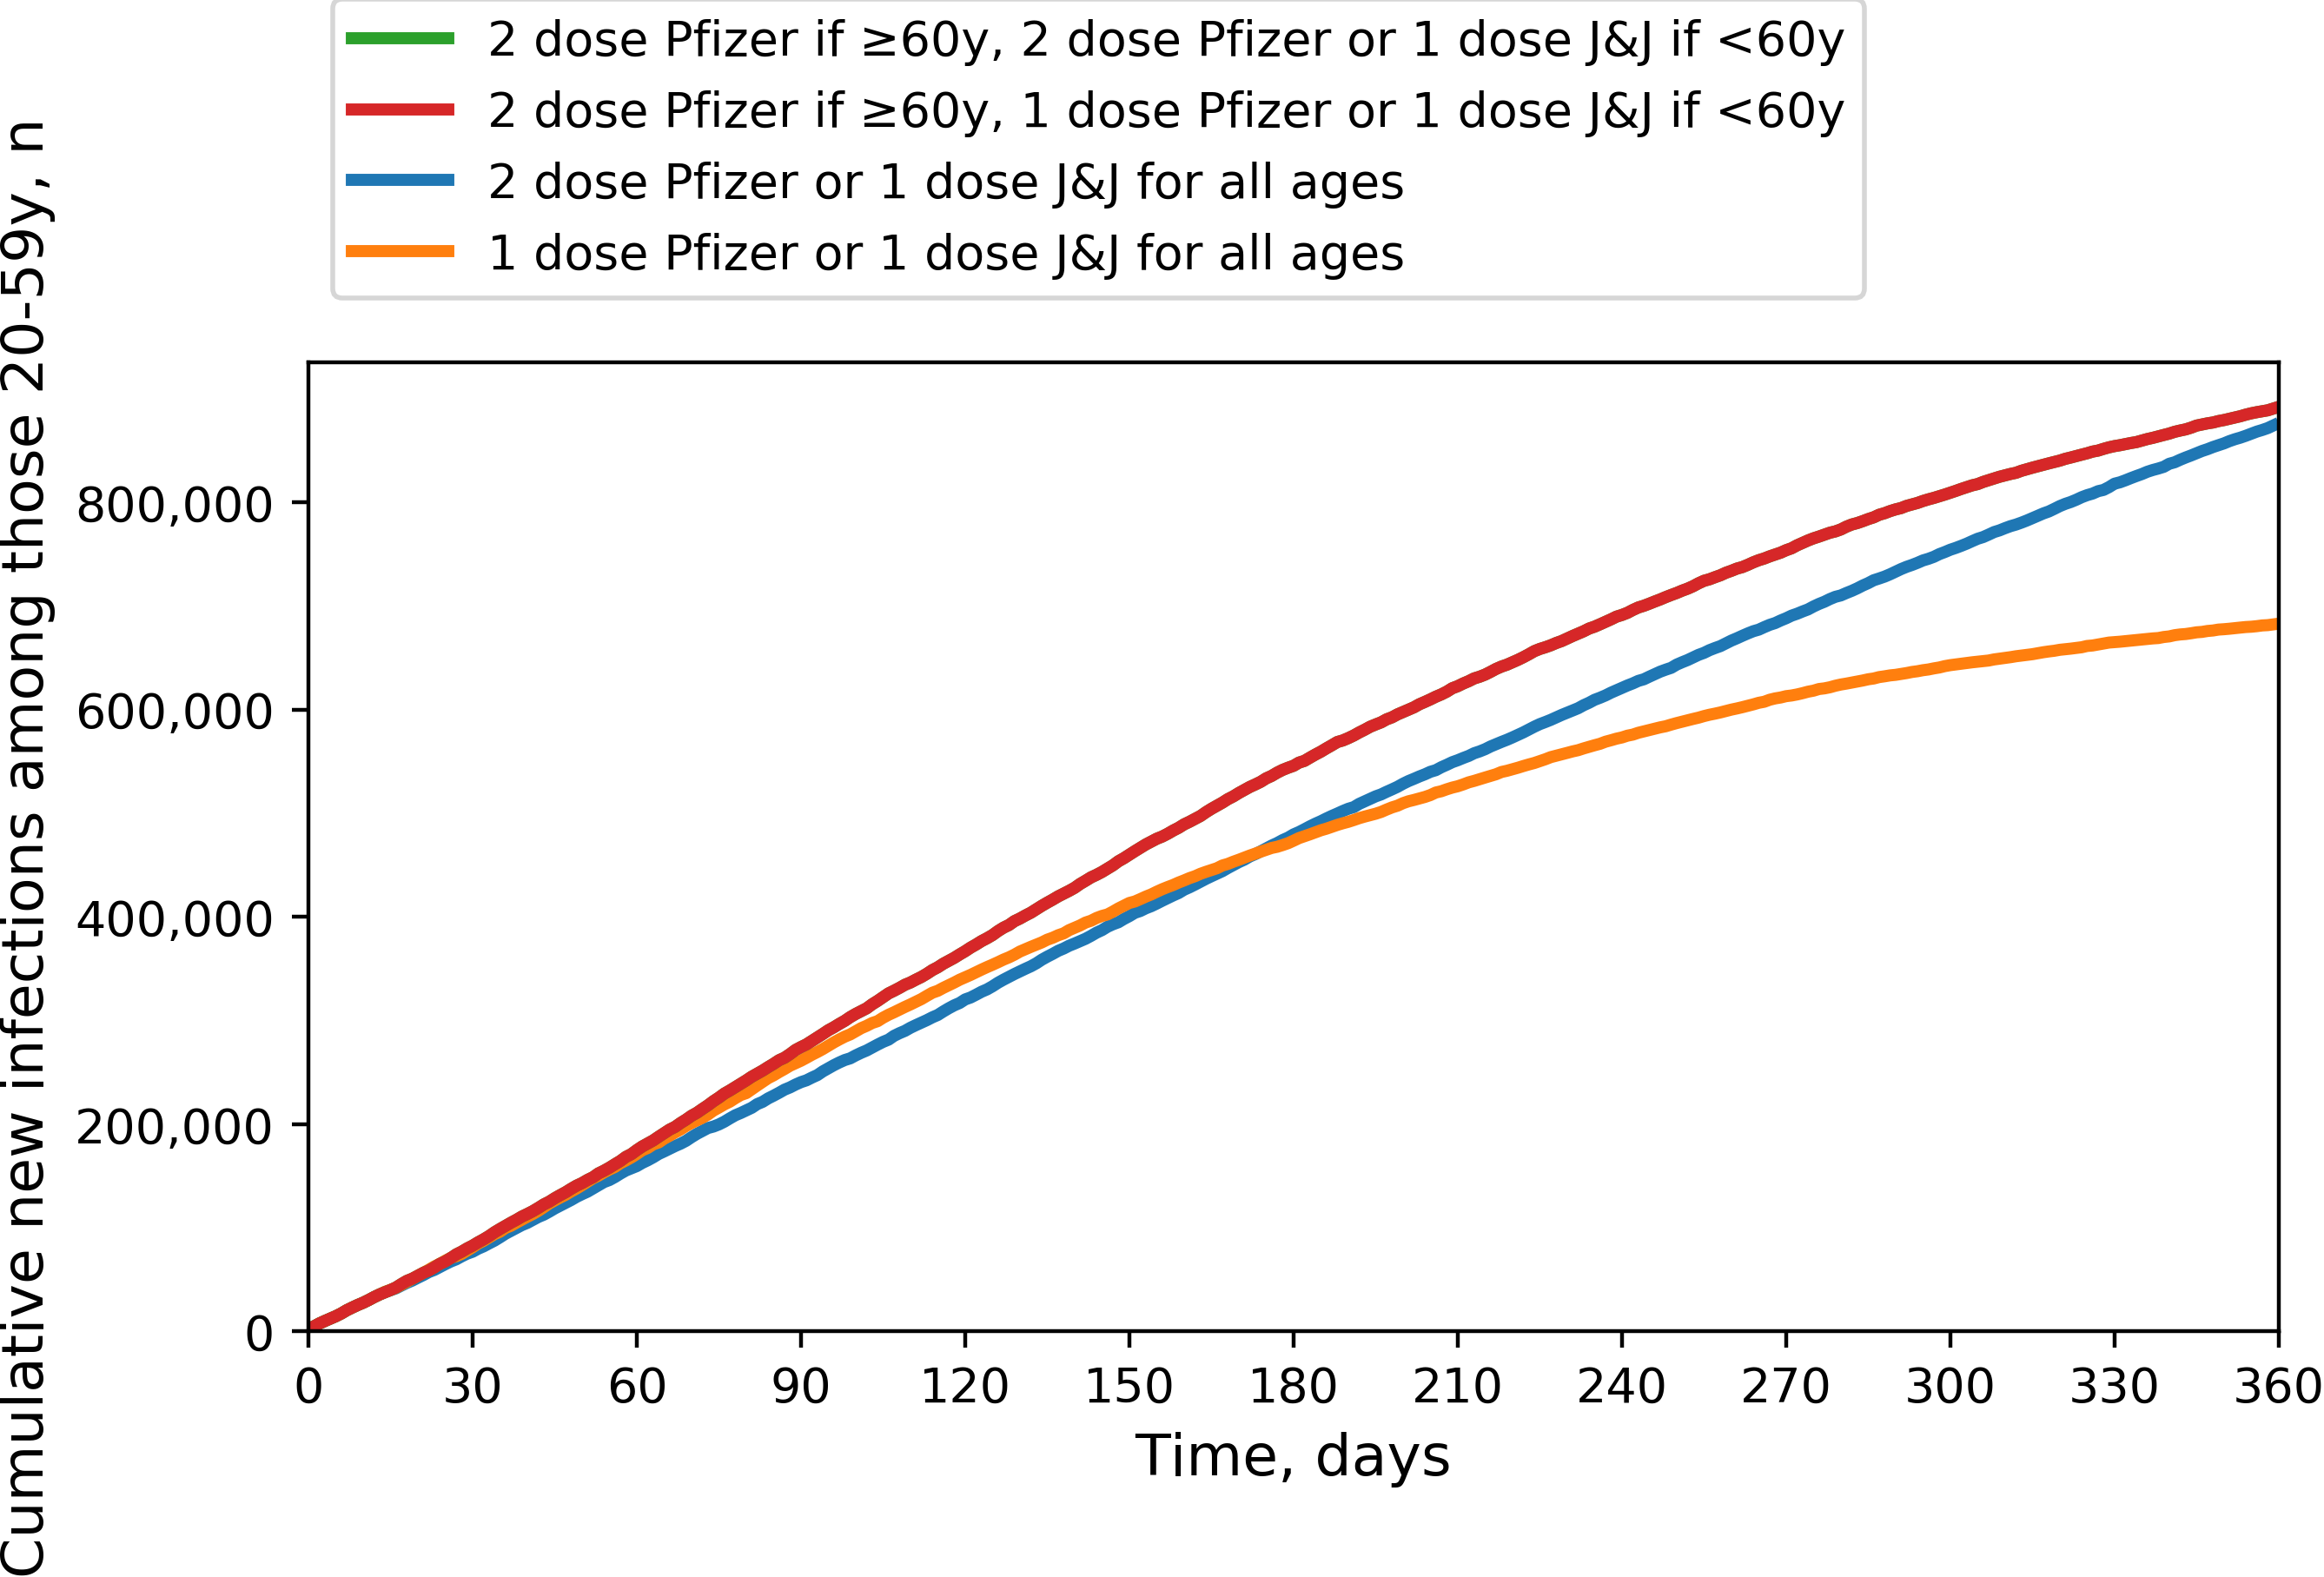 2 dose Pfizer if ≥60y, 2 dose Pfizer or 1 dose J&J if <60y
2 dose Pfizer if ≥60y, 1 dose Pfizer or 1 dose J&J if <60y
2 dose Pfizer or 1 dose J&J for all ages
1 dose Pfizer or 1 dose J&J for all ages
Cumulative new infections among those 20-59y, n
800,000
600,000
400,000
200,000
0
0 30 60 90 120 150 180 210 240 270 300 330 360
Time, days